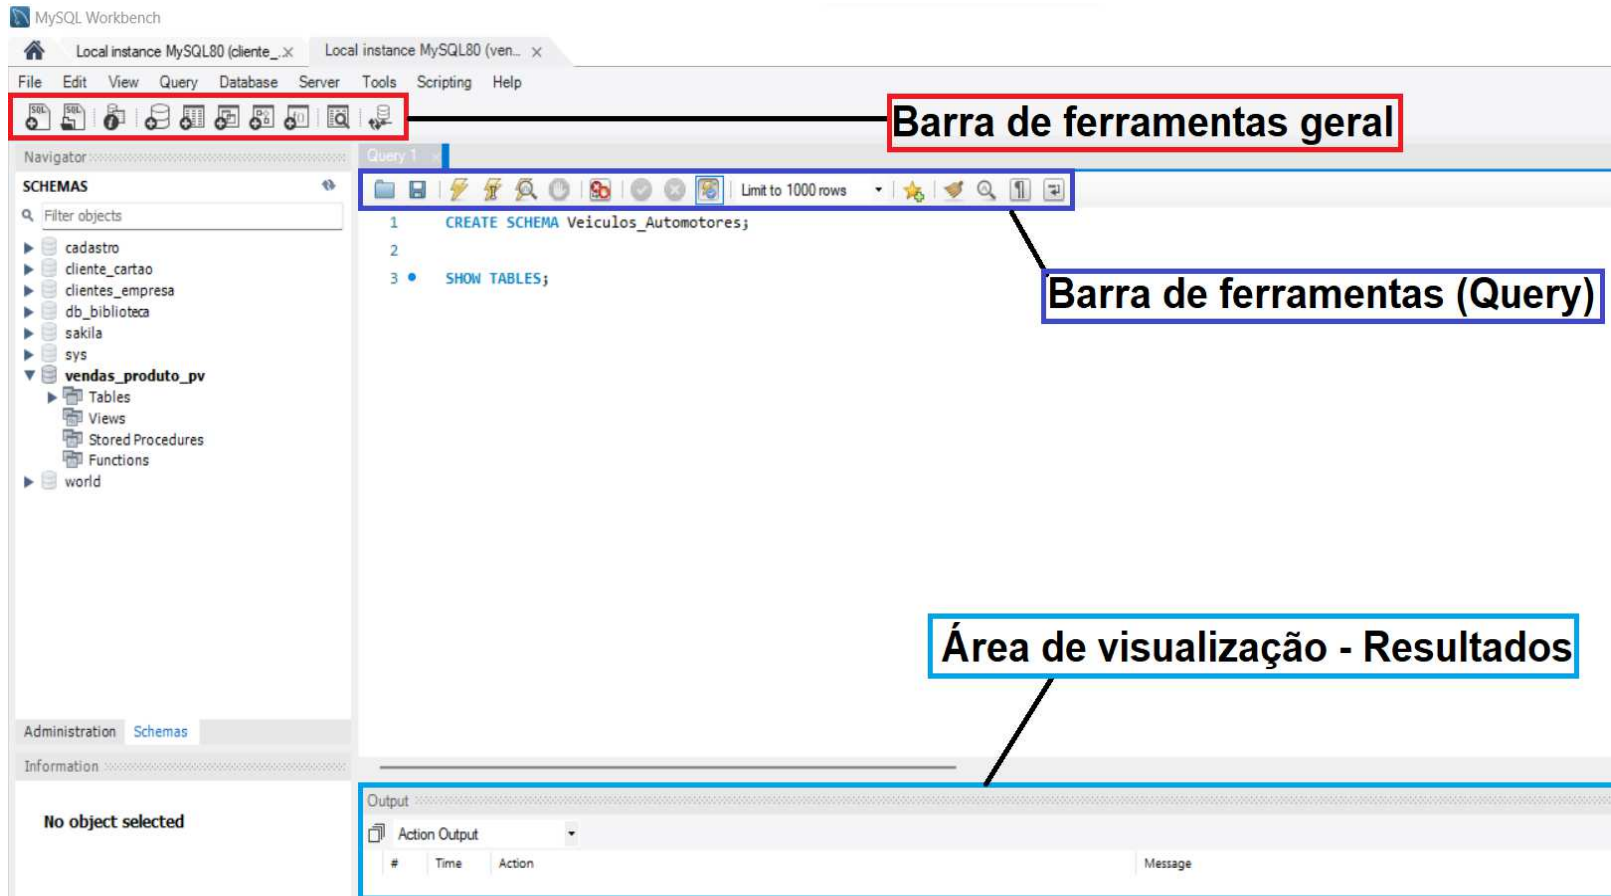 MySQL Workbench
Local instance MySQL80 (cliente_... Local instance MySQL80 (ven...
File Edit View Query Database Server Tools Scripting Help
Barra de ferramentas geral
Navigator
Query 1
SCHEMAS
Limit to 1000 rows
Filter objects
1 CREATE SCHEMA Veiculos_Automotores;
2
3 SHOW TABLES;
Barra de ferramentas (Query)
cadastro
cliente_cartao
clientes_empresa
db_biblioteca
sakila
sys
vendas_produto_pv
Tables
Views
Stored Procedures
Functions
world
Área de visualização - Resultados
Administration Schemas
Information
No object selected
Output
Action Output
# Time Action Message